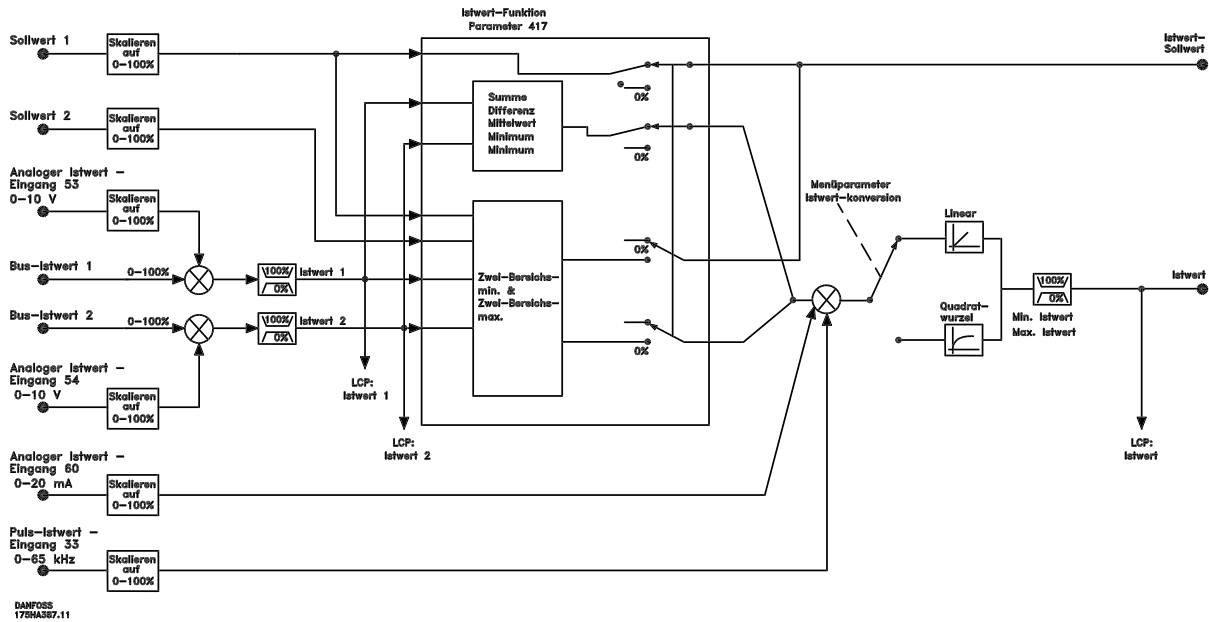 Istwert-Funktion
Parameter 417
Sollwert 1
Skalieren
auf
0-100%
Istwert-
Sollwert
0%
Summe
Differenz
Mittelwert
Minimum
Minimum
Sollwert 2
Skalieren
auf
0-100%
0%
Analoger Istwert -
Eingang 53
0-10 V
Skalieren
auf
0-100%
Menüparameter
Istwert-konversion
Linear
0%
Zwei-Bereichs-
min. &
Zwei-Bereichs-
max.
Bus-Istwert 1
0-100%
100%
0%
Istwert 1
Bus-Istwert 2
0-100%
100%
0%
Istwert 2
0%
Quadrat-
wurzel
100%
0%
Min. Istwert
Max. Istwert
Istwert
Analoger Istwert -
Eingang 54
0-10 V
Skalieren
auf
0-100%
LCP:
Istwert 1
LCP:
Istwert 2
LCP:
Istwert
Analoger Istwert -
Eingang 60
0-20 mA
Skalieren
auf
0-100%
Puls-Istwert -
Eingang 33
0-65 kHz
Skalieren
auf
0-100%
DANFOSS
175HA387.11